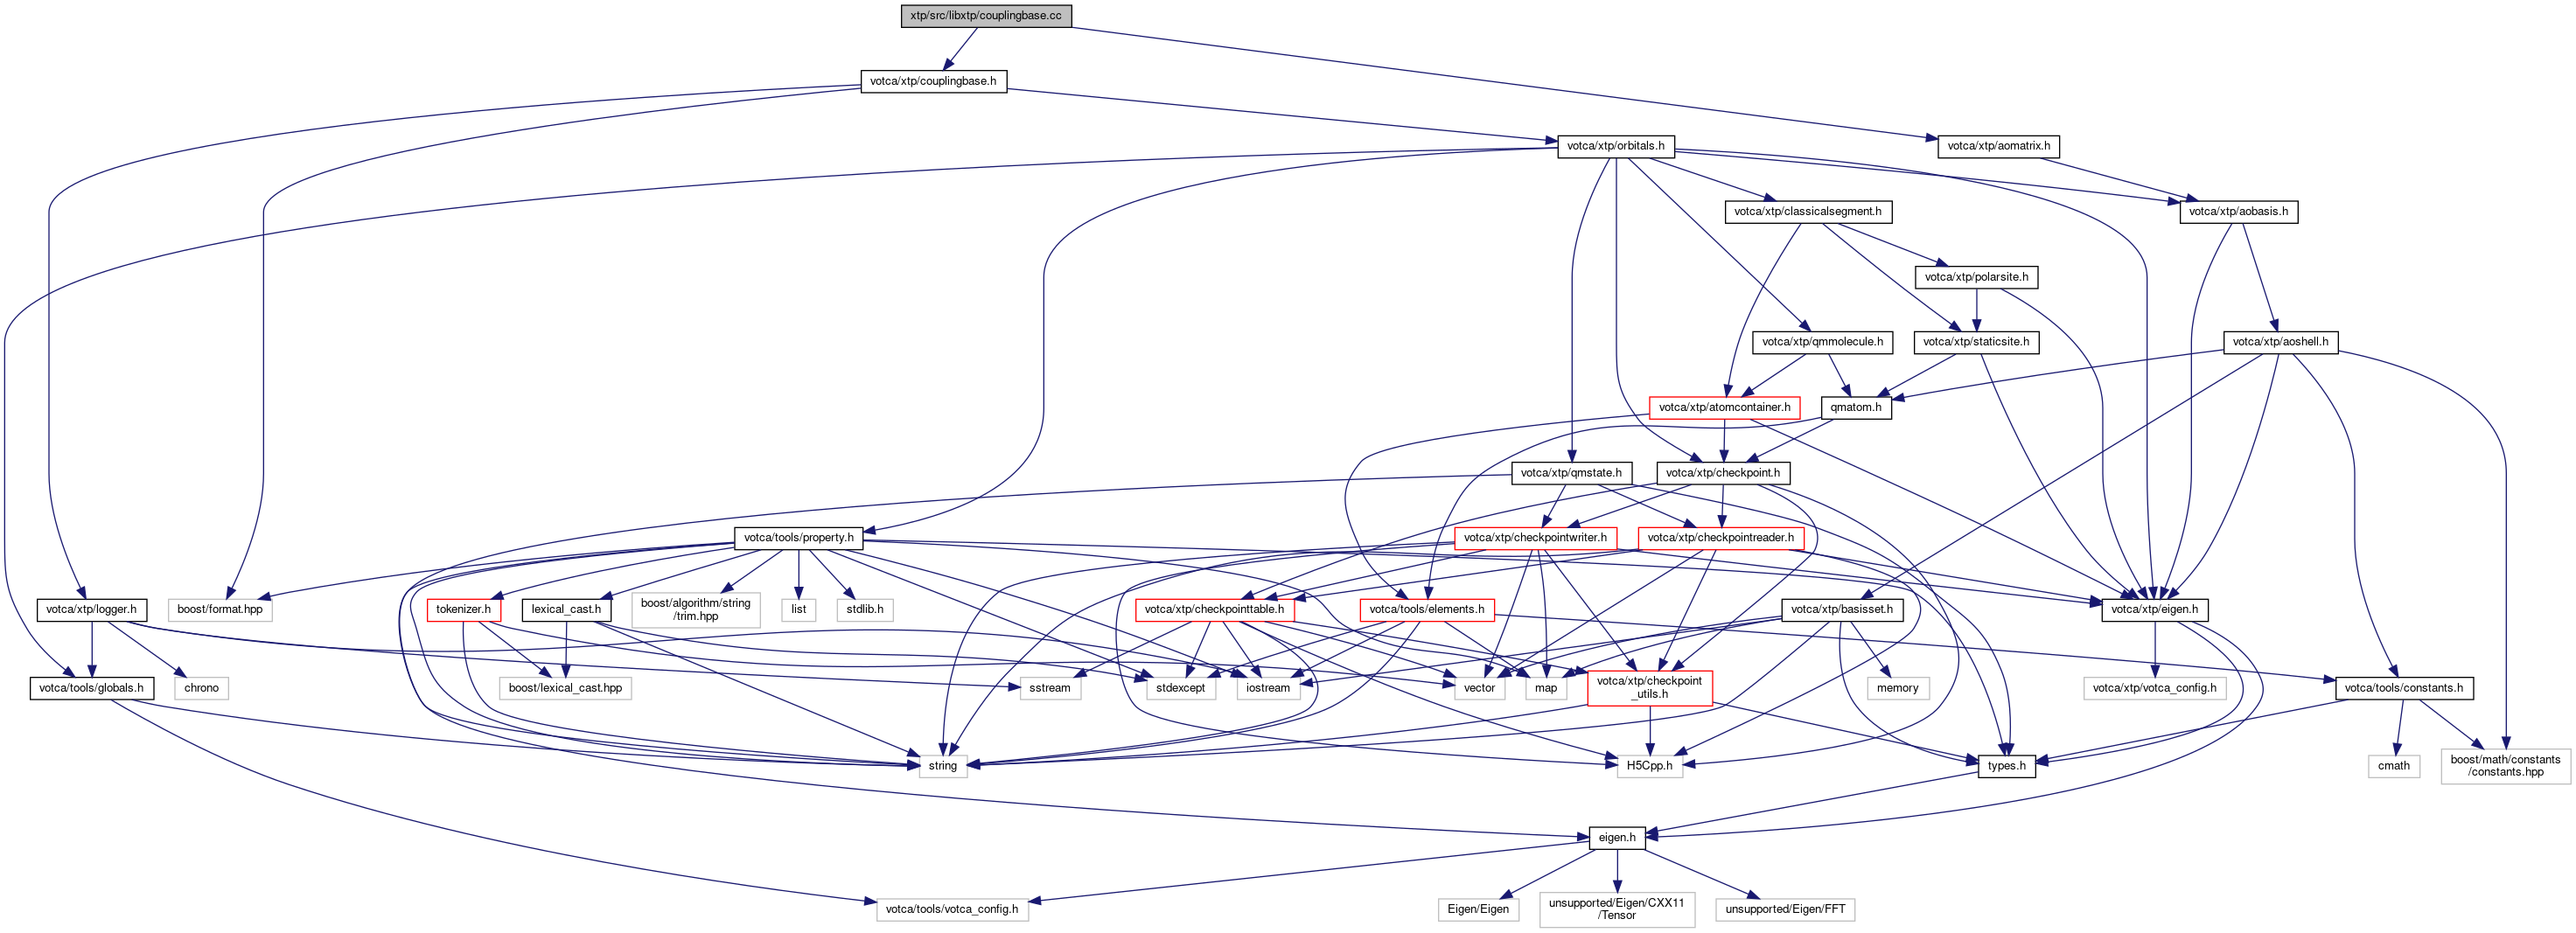 xtp/src/libxtp/couplingbase.cc
votca/xtp/couplingbase.h
votca/xtp/orbitals.h
votca/xtp/aomatrix.h
votca/xtp/classicalsegment.h
votca/xtp/aobasis.h
votca/xtp/polarsite.h
votca/xtp/qmmolecule.h
votca/xtp/staticsite.h
votca/xtp/aoshell.h
votca/xtp/atomcontainer.h
qmatom.h
votca/xtp/qmstate.h
votca/xtp/checkpoint.h
votca/tools/property.h
votca/xtp/checkpointwriter.h
votca/xtp/checkpointreader.h
votca/xtp/logger.h
boost/format.hpp
tokenizer.h
lexical_cast.h
boost/algorithm/string
/trim.hpp
list
stdlib.h
votca/xtp/checkpointtable.h
votca/tools/elements.h
votca/xtp/basisset.h
votca/xtp/eigen.h
votca/tools/globals.h
chrono
boost/lexical_cast.hpp
sstream
stdexcept
iostream
vector
map
votca/xtp/checkpoint
_utils.h
memory
votca/xtp/votca_config.h
votca/tools/constants.h
string
H5Cpp.h
types.h
cmath
boost/math/constants
/constants.hpp
eigen.h
votca/tools/votca_config.h
Eigen/Eigen
unsupported/Eigen/CXX11
/Tensor
unsupported/Eigen/FFT